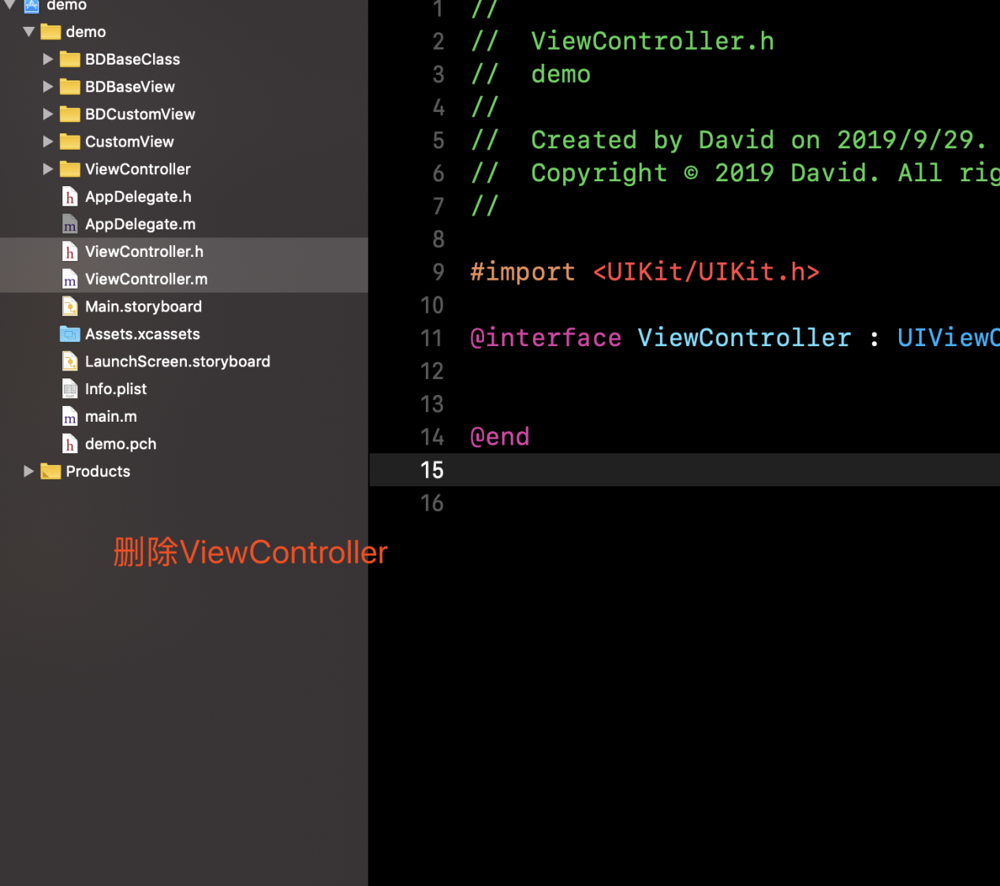 demo
demo
BDBaseClass
BDBaseView
BDCustomView
CustomView
ViewController
AppDelegate.h
AppDelegate.m
ViewController.h
ViewController.m
Main.storyboard
Assets.xcassets
LaunchScreen.storyboard
Info.plist
main.m
demo.pch
Products
删除ViewController
1 //
2 //  ViewController.h
3 //  demo
4 //
5 //  Created by David on 2019/9/29.
6 //  Copyright © 2019 David. All rig
7 //
8
9 #import <UIKit/UIKit.h>
10
11 @interface ViewController : UIViewC
12
13
14 @end
15
16